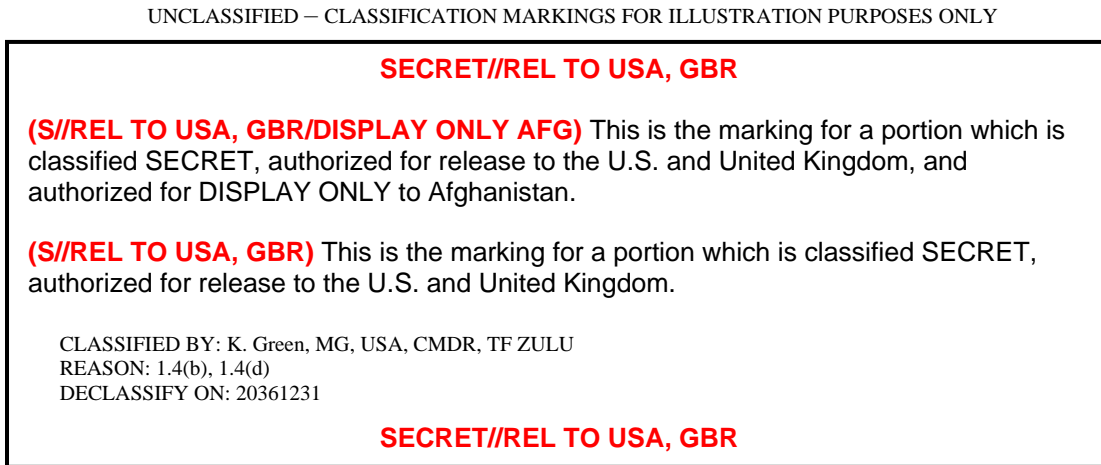 UNCLASSIFIED – CLASSIFICATION MARKINGS FOR ILLUSTRATION PURPOSES ONLY
SECRET//REL TO USA, GBR
(S//REL TO USA, GBR/DISPLAY ONLY AFG) This is the marking for a portion which is
classified SECRET, authorized for release to the U.S. and United Kingdom, and
authorized for DISPLAY ONLY to Afghanistan.
(S//REL TO USA, GBR) This is the marking for a portion which is classified SECRET,
authorized for release to the U.S. and United Kingdom.
CLASSIFIED BY: K. Green, MG, USA, CMDR, TF ZULU
REASON: 1.4(b), 1.4(d)
DECLASSIFY ON: 20361231
SECRET//REL TO USA, GBR